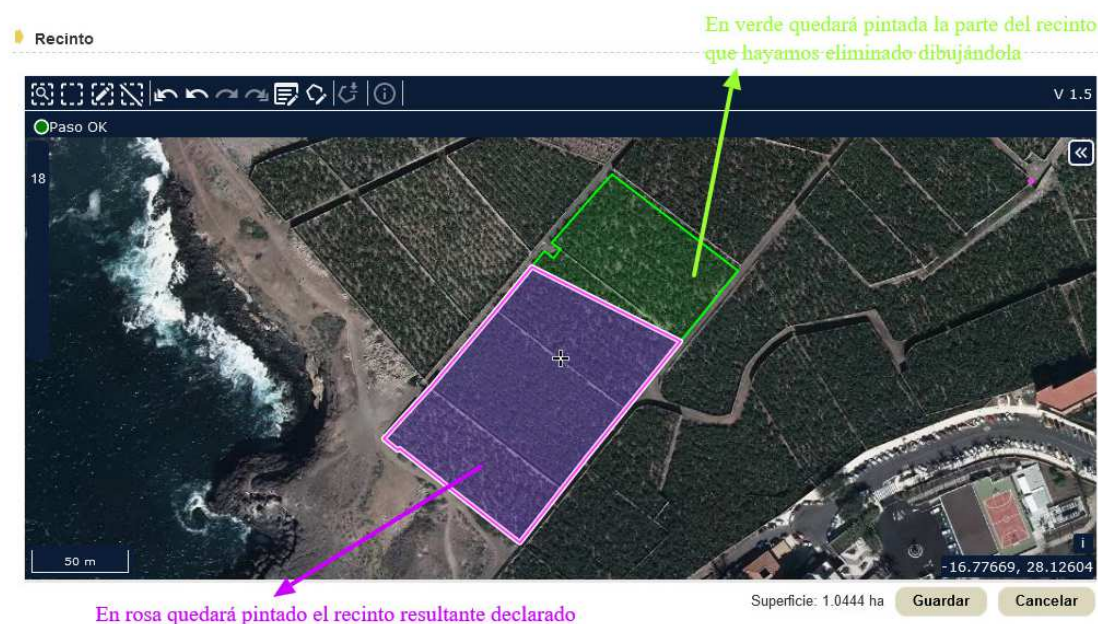 En verde quedará pintada la parte del recinto
que hayamos eliminado dibujándola
Recinto
V 1.5
Paso OK
18
50 m
i
-16.77669, 28.12604
Superficie: 1.0444 ha
Guardar
Cancelar
En rosa quedará pintado el recinto resultante declarado